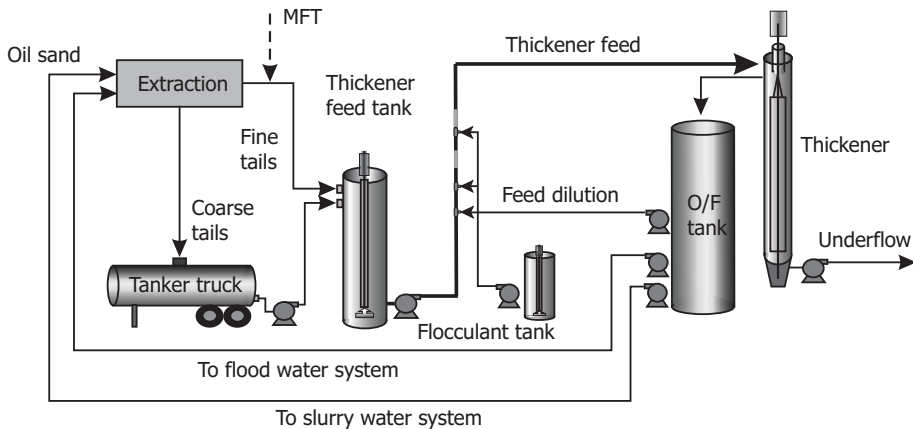 MFT
Oil sand
Extraction
Thickener feed
Thickener
feed tank
Fine
tails
Thickener
Coarse
tails
Feed dilution
O/F
tank
Underflow
Tanker truck
Flocculant tank
To flood water system
To slurry water system